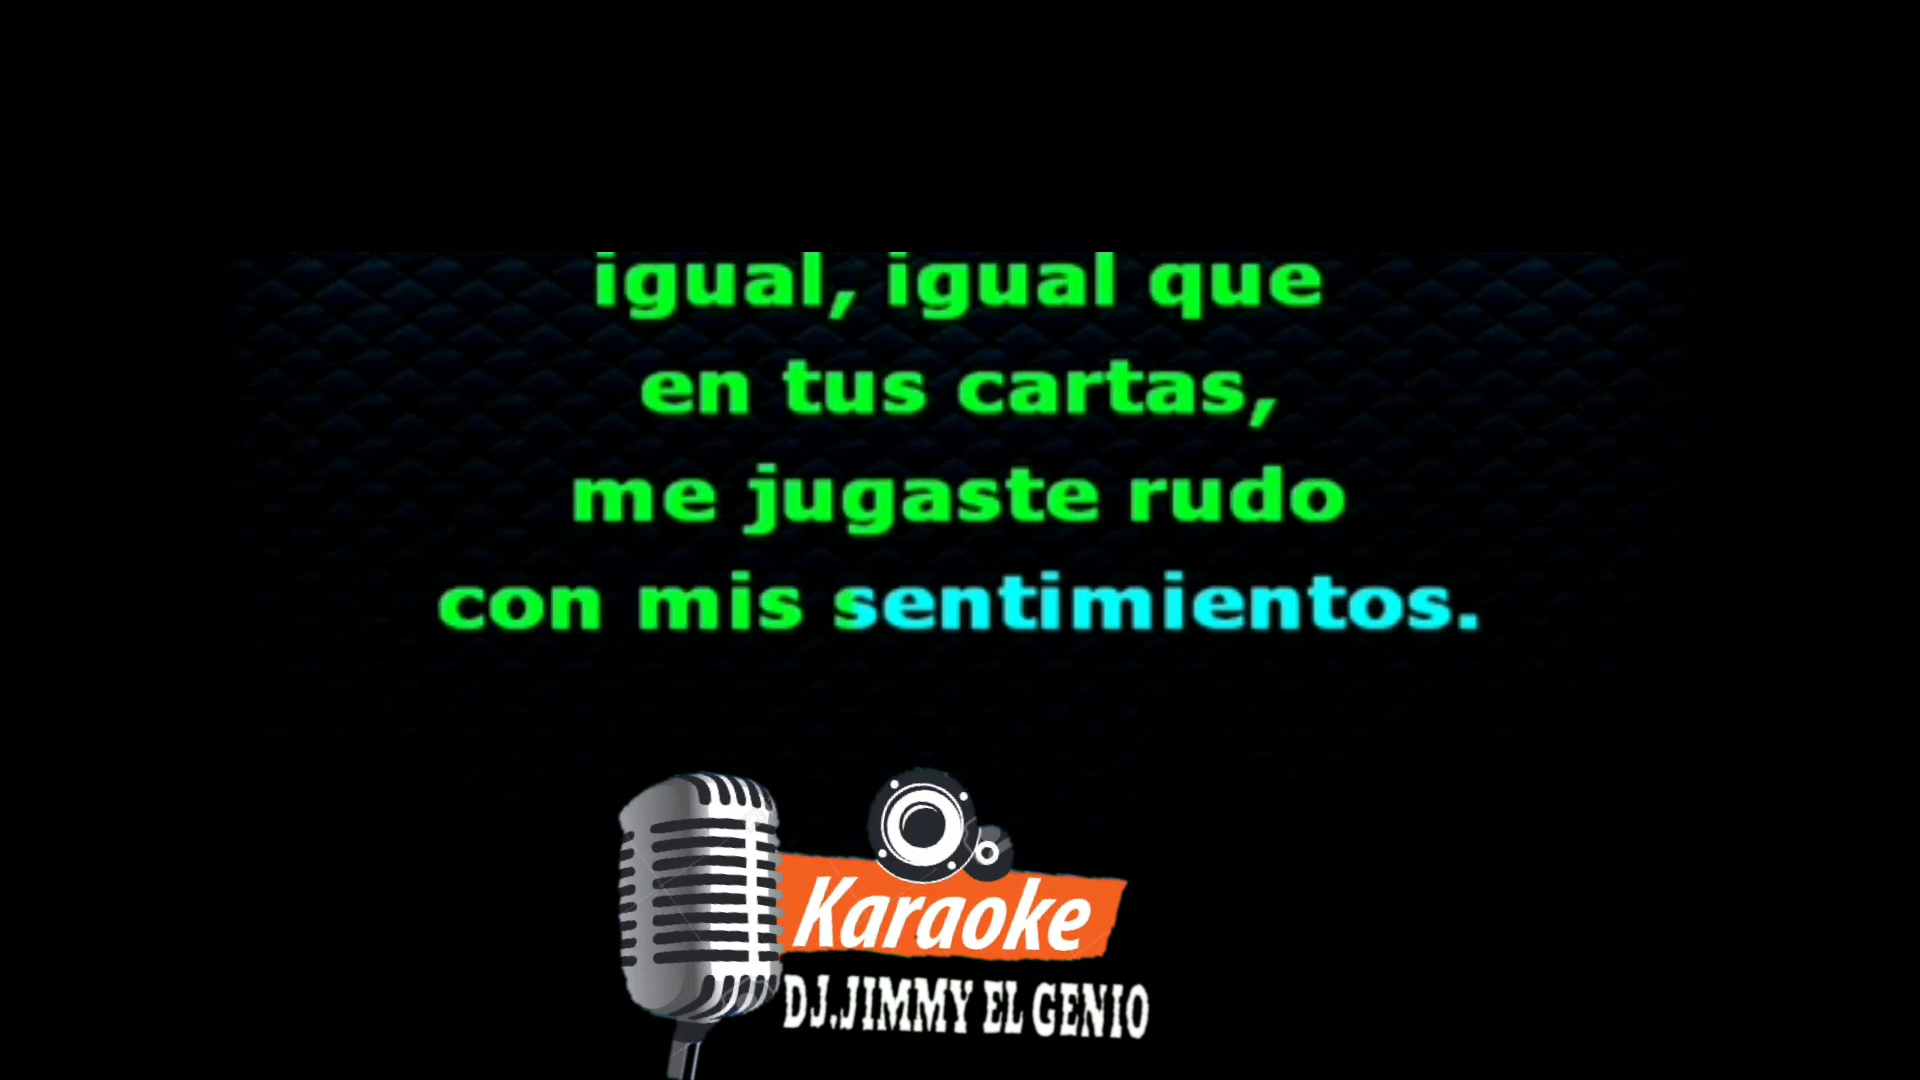 igual, igual que
en tus cartas,
me jugaste rudo
con mis sentimientos.
Karaoke
DJ.JIMMY EL GENIO